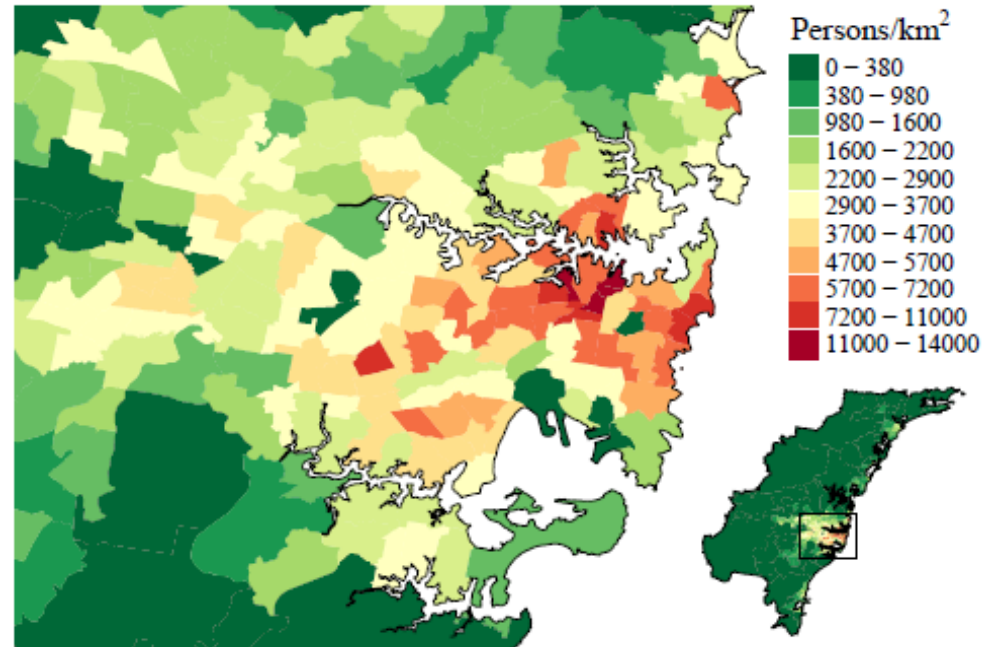 Persons/km²
0 – 380
380 – 980
980 – 1600
1600 – 2200
2200 – 2900
2900 – 3700
3700 – 4700
4700 – 5700
5700 – 7200
7200 – 11000
11000 – 14000